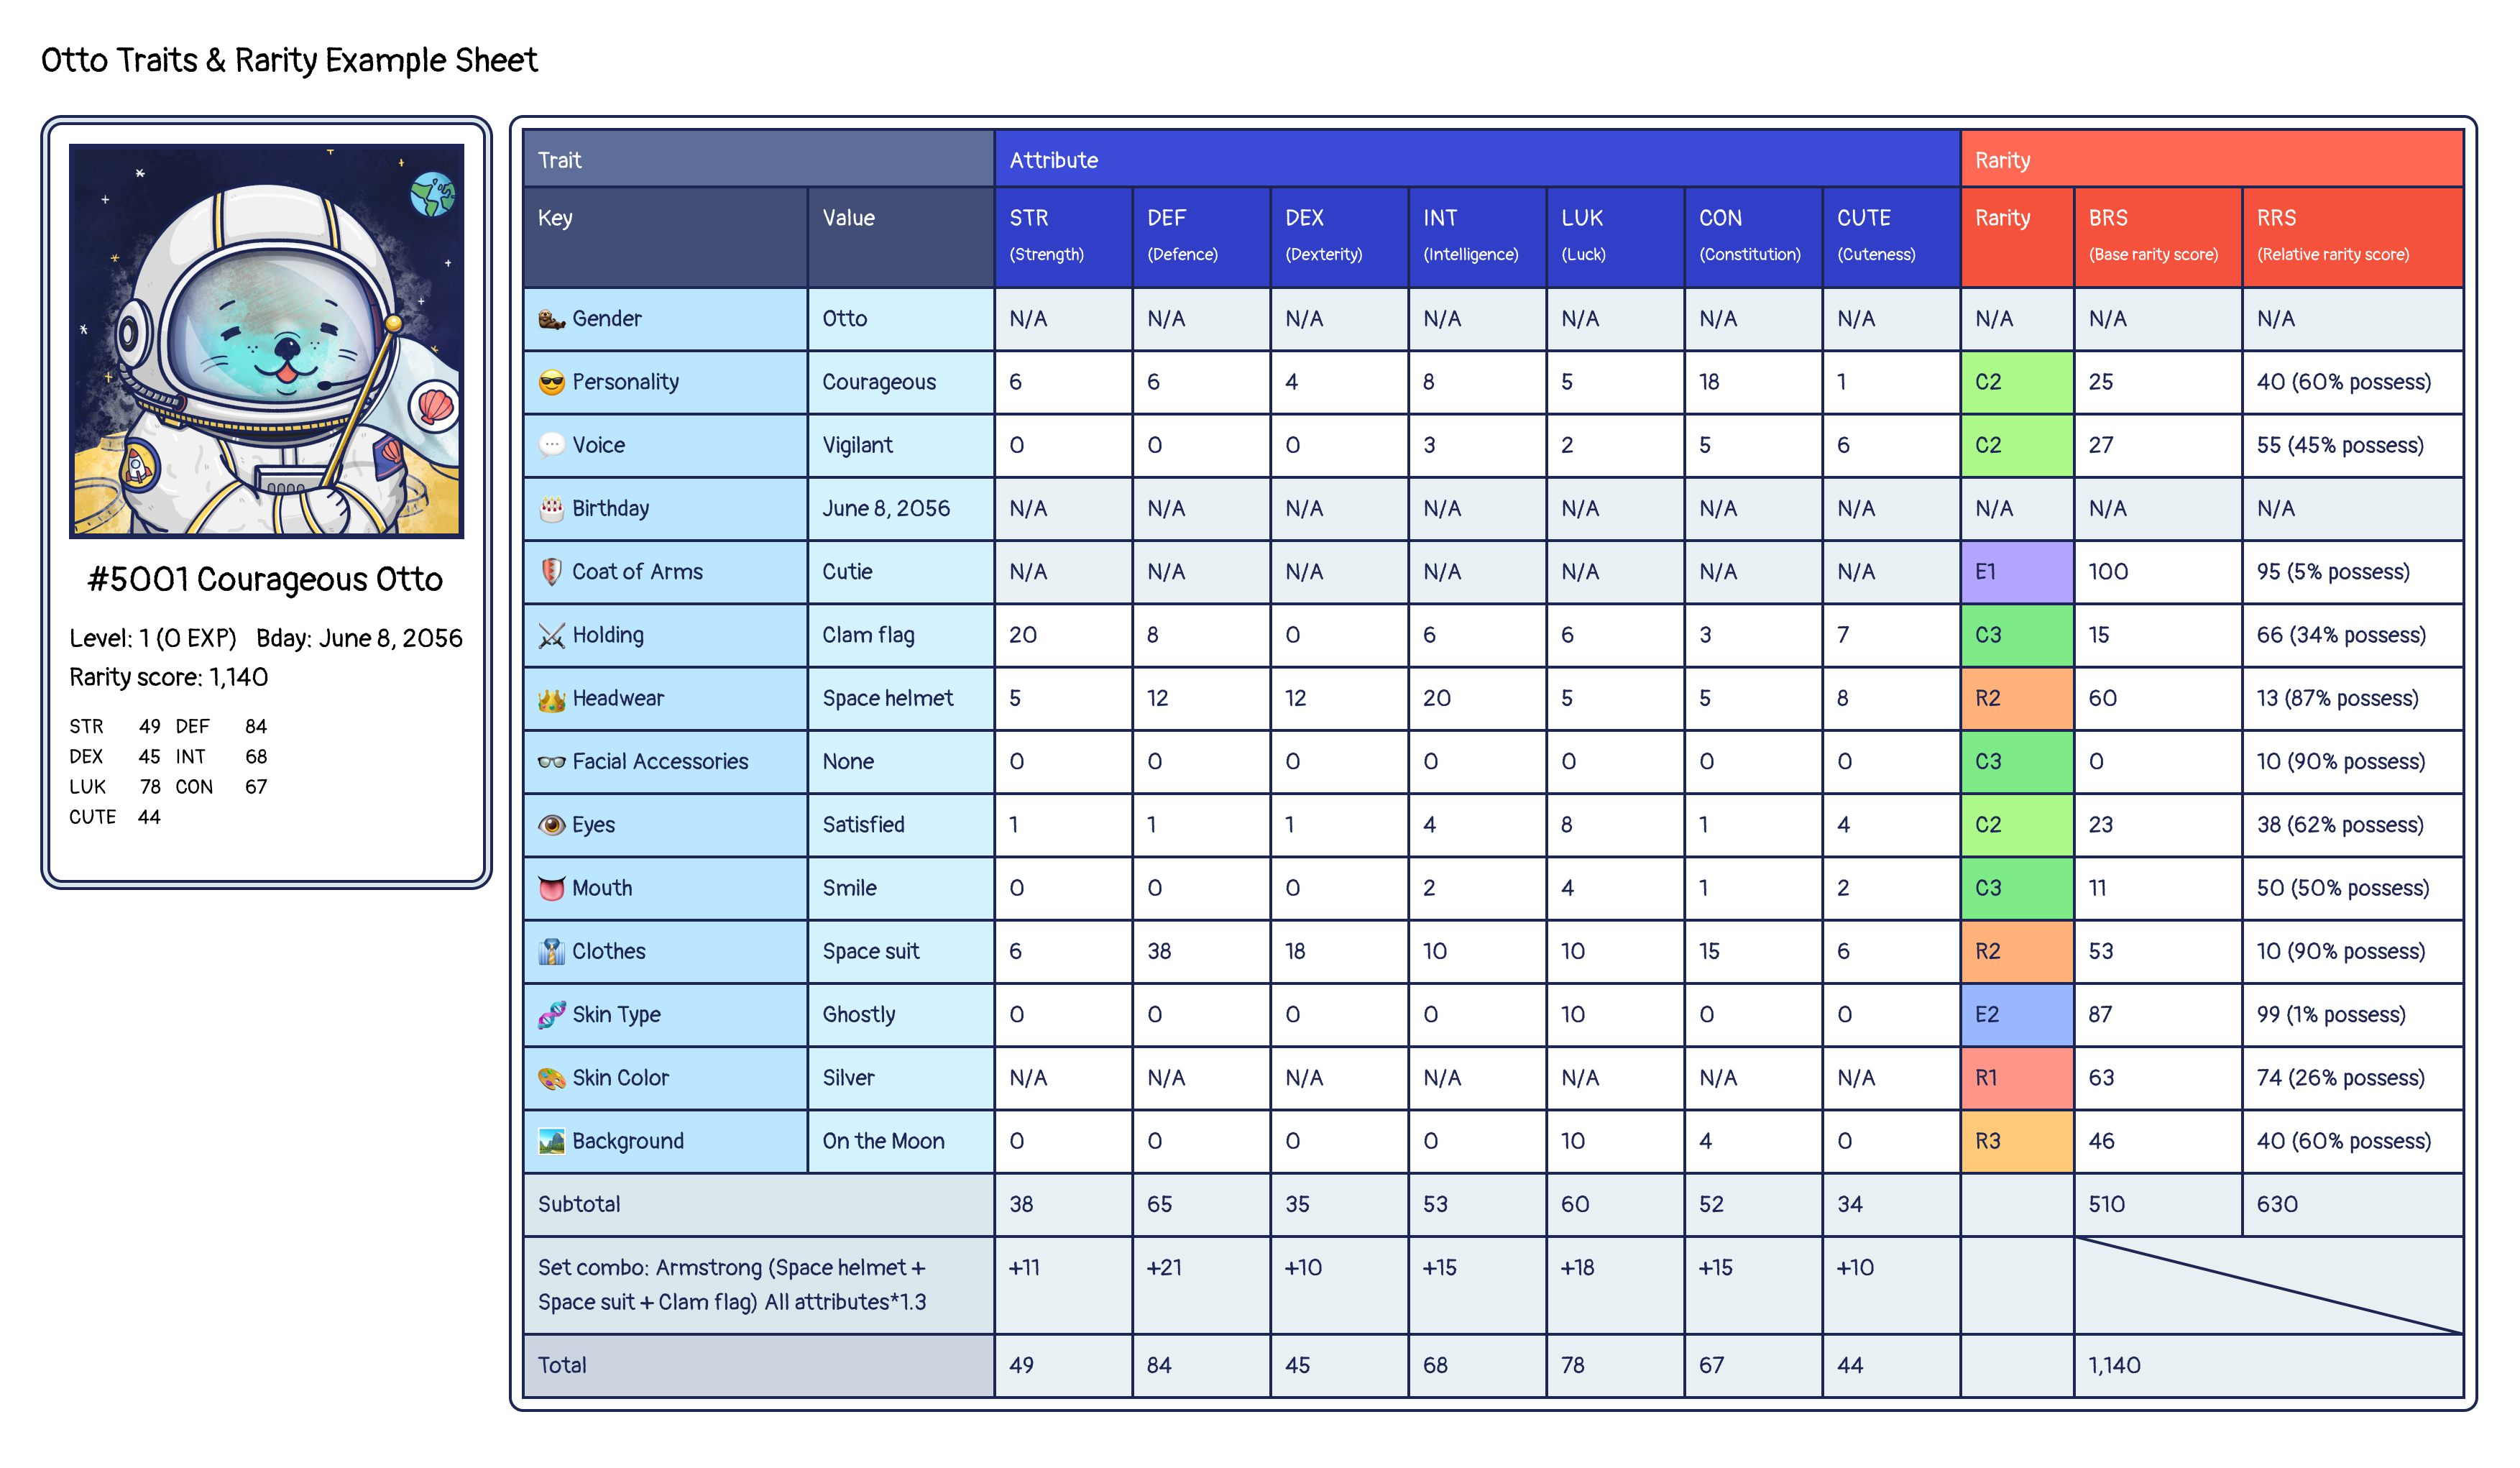 Otto Traits & Rarity Example Sheet
#5001 Courageous Otto
Level: 1 (0 EXP) Bday: June 8, 2056
Rarity score: 1,140
STR 49 DEF 84
DEX 45 INT 68
LUK 78 CON 67
CUTE 44
Trait Attribute Rarity
Key Value STR DEF DEX INT LUK CON CUTE Rarity BRS RRS
(Strength) (Defence) (Dexterity) (Intelligence) (Luck) (Constitution) (Cuteness) (Base rarity score) (Relative rarity score)
Gender Otto N/A N/A N/A N/A N/A N/A N/A N/A N/A N/A
Personality Courageous 6 6 4 8 5 18 1 C2 25 40 (60% possess)
Voice Vigilant 0 0 0 3 2 5 6 C2 27 55 (45% possess)
Birthday June 8, 2056 N/A N/A N/A N/A N/A N/A N/A N/A N/A N/A
Coat of Arms Cutie N/A N/A N/A N/A N/A N/A N/A E1 100 95 (5% possess)
Holding Clam flag 20 8 0 6 6 3 7 C3 15 66 (34% possess)
Headwear Space helmet 5 12 12 20 5 5 8 R2 60 13 (87% possess)
Facial Accessories None 0 0 0 0 0 0 0 C3 0 10 (90% possess)
Eyes Satisfied 1 1 1 4 8 1 4 C2 23 38 (62% possess)
Mouth Smile 0 0 0 2 4 1 2 C3 11 50 (50% possess)
Clothes Space suit 6 38 18 10 10 15 6 R2 53 10 (90% possess)
Skin Type Ghostly 0 0 0 0 10 0 0 E2 87 99 (1% possess)
Skin Color Silver N/A N/A N/A N/A N/A N/A N/A R1 63 74 (26% possess)
Background On the Moon 0 0 0 0 10 4 0 R3 46 40 (60% possess)
Subtotal 38 65 35 53 60 52 34 510 630
Set combo: Armstrong (Space helmet + +11 +21 +10 +15 +18 +15 +10
Space suit + Clam flag) All attributes*1.3
Total 49 84 45 68 78 67 44 1,140